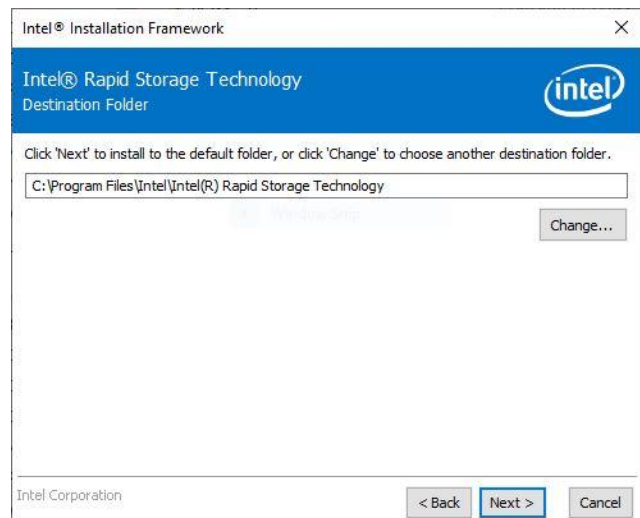 Intel® Installation Framework
Intel® Rapid Storage Technology
Destination Folder
intel
Click 'Next' to install to the default folder, or click 'Change' to choose another destination folder.
C:\Program Files\Intel\Intel(R) Rapid Storage Technology
Window Snip
Change...
Intel Corporation
< Back
Next >
Cancel